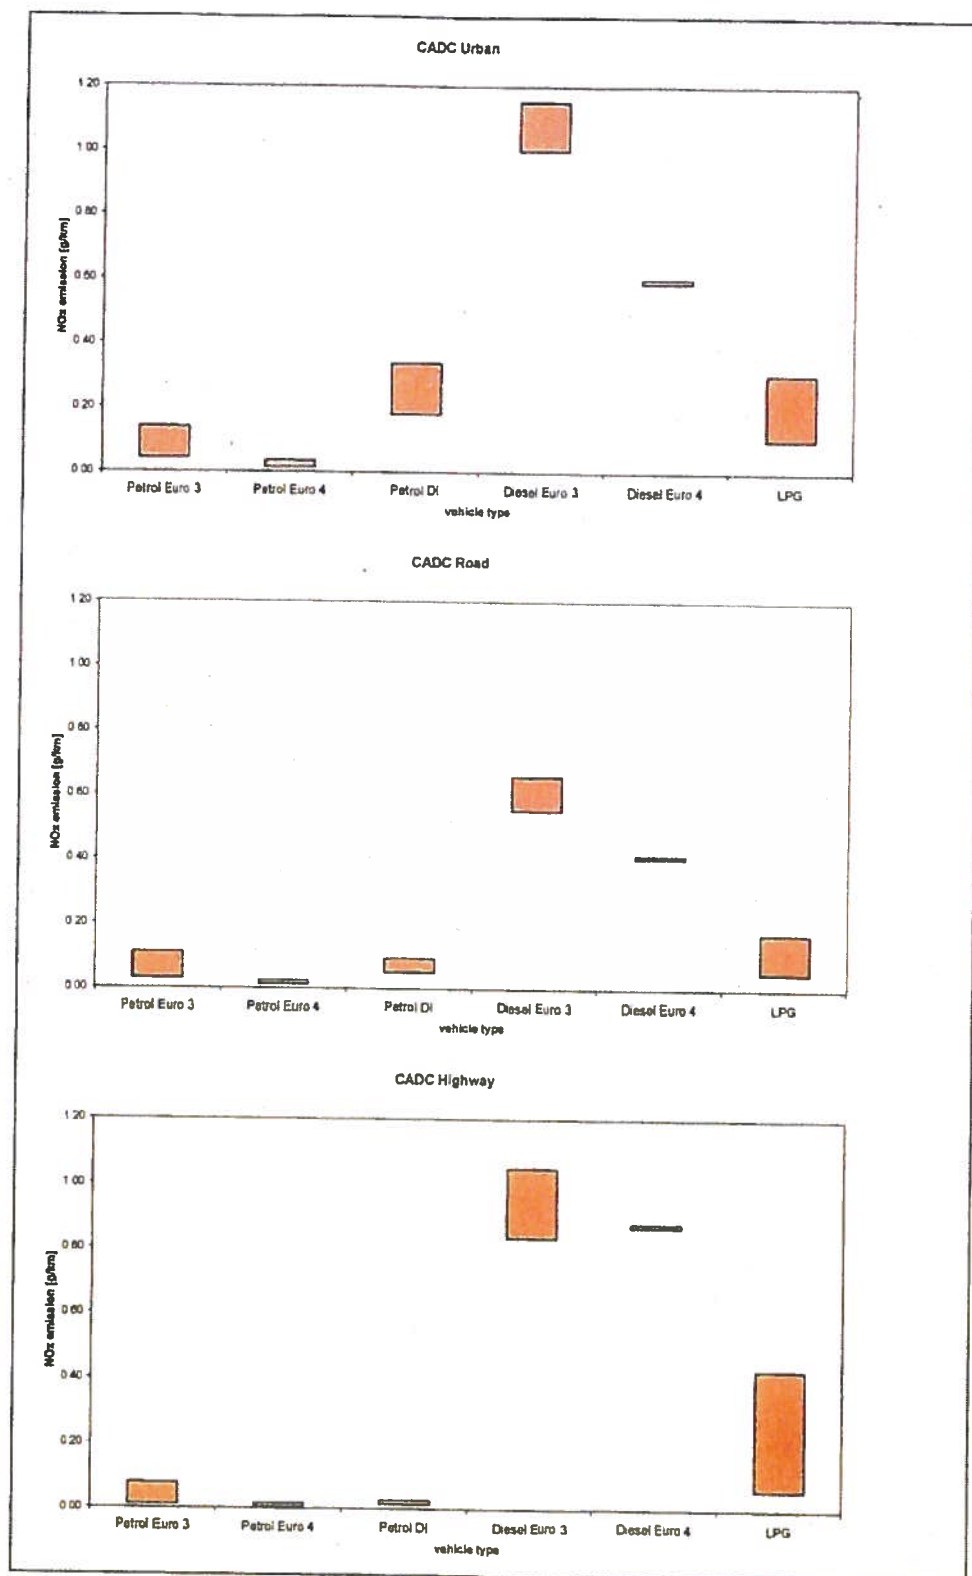 CADC Urban
1.20
1.00
0.80
0.60
0.40
0.20
0.00
NOx emission [g/km]
Petrol Euro 3 Petrol Euro 4 Petrol DI Diesel Euro 3 Diesel Euro 4 LPG
vehicle type
CADC Road
1.20
1.00
0.80
0.60
0.40
0.20
0.00
NOx emission [g/km]
Petrol Euro 3 Petrol Euro 4 Petrol DI Diesel Euro 3 Diesel Euro 4 LPG
vehicle type
CADC Highway
1.20
1.00
0.80
0.60
0.40
0.20
0.00
NOx emission [g/km]
Petrol Euro 3 Petrol Euro 4 Petrol DI Diesel Euro 3 Diesel Euro 4 LPG
vehicle type